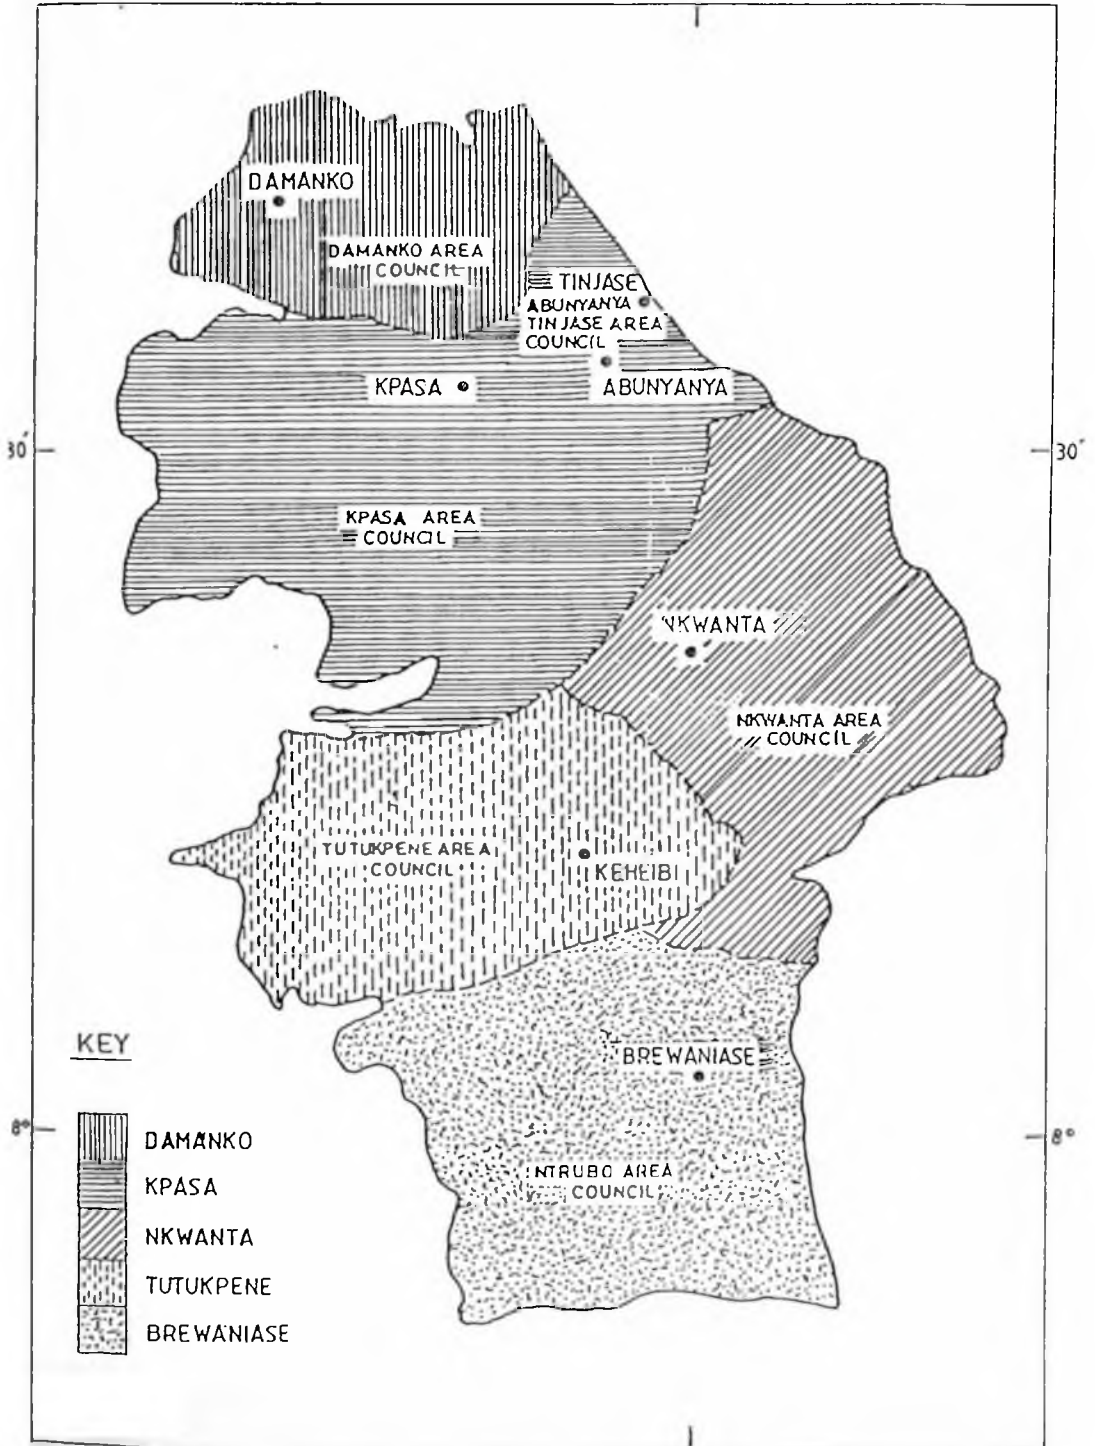 DAMANKO
DAMANKO AREA
COUNCIL
TINJASE
ABUNYANYA
TINJASE AREA
COUNCIL
KPASA
ABUNYANYA
30′
30′
KPASA AREA
COUNCIL
NKWANTA
NKWANTA AREA
COUNCIL
TUTUKPENE AREA
COUNCIL
KEHEIBI
KEY
BREWANIASE
8°
8°
DAMANKO
KPASA
NTRUBO AREA
COUNCIL
NKWANTA
TUTUKPENE
BREWANIASE